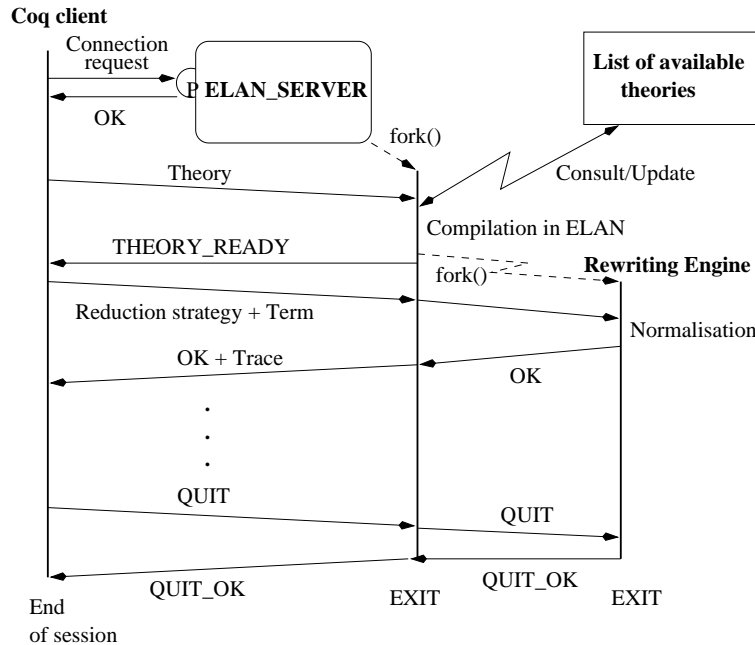 Coq client
Connection
request
P
ELAN_SERVER
List of available
theories
OK
fork()
Theory
Consult/Update
Compilation in ELAN
THEORY_READY
fork()
Rewriting Engine
Reduction strategy + Term
Normalisation
OK + Trace
OK
QUIT
QUIT
QUIT_OK
QUIT_OK
End
of session
EXIT
EXIT